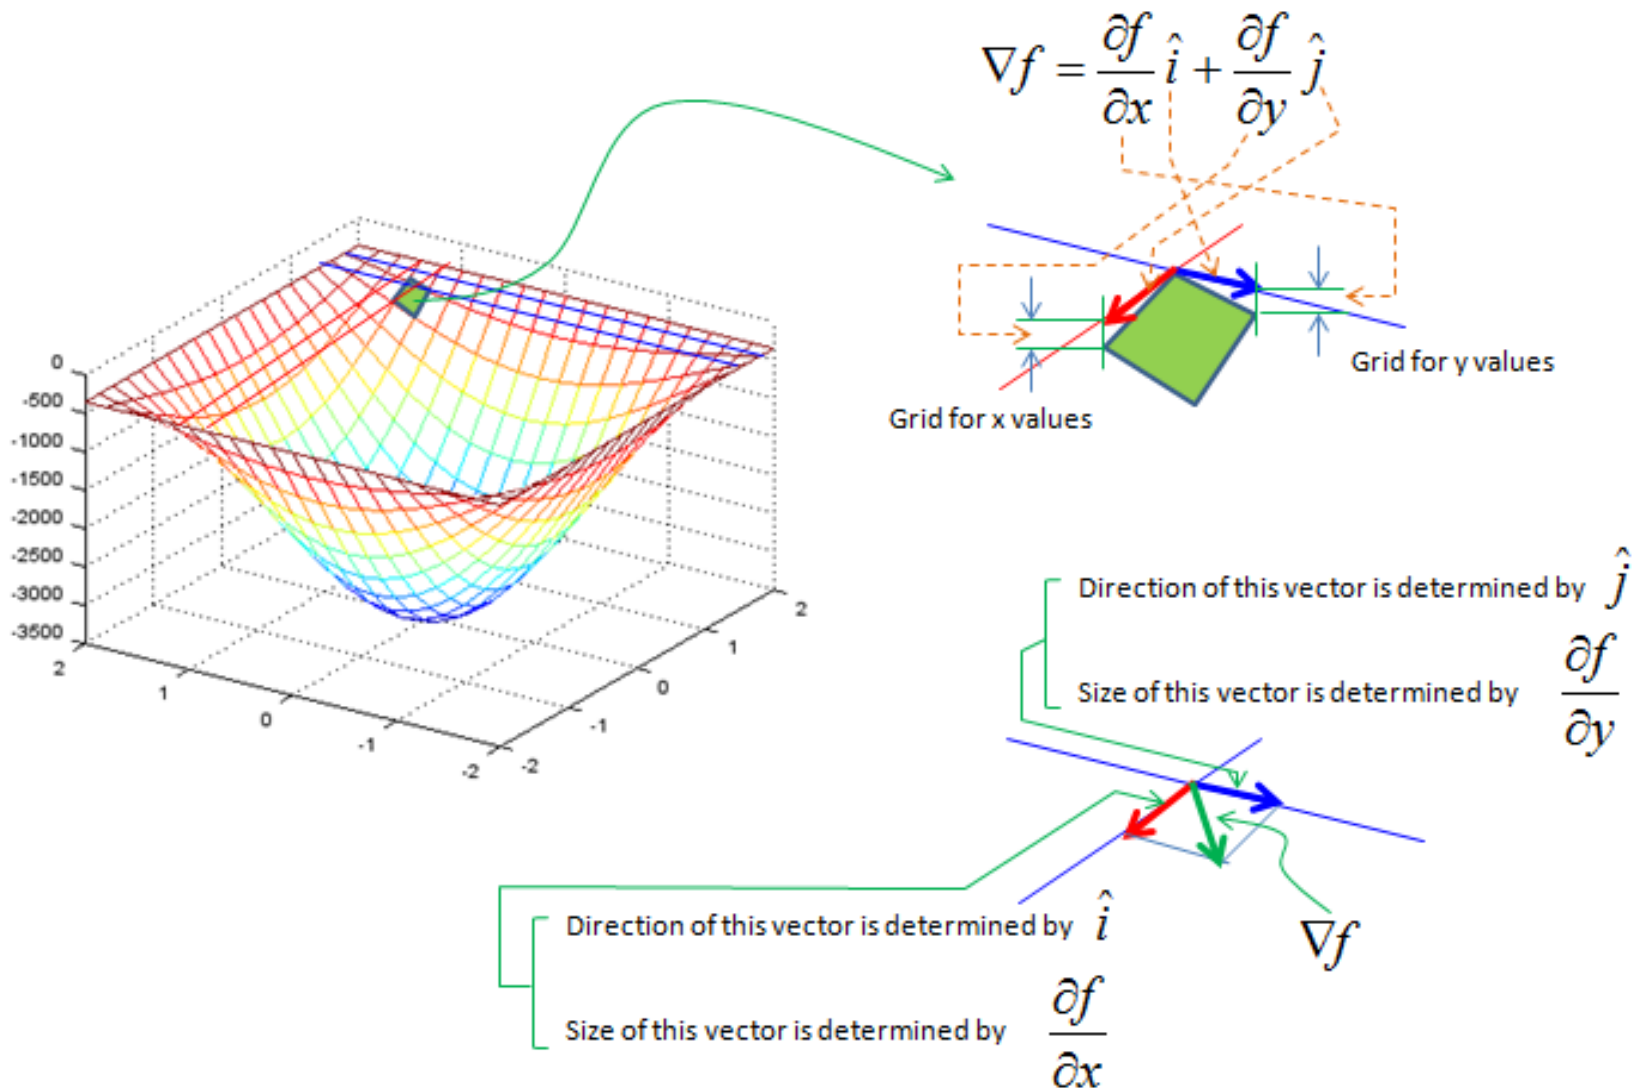 ∇f = ∂f/∂x î + ∂f/∂y ĵ
Grid for y values
Grid for x values
0
-500
-1000
-1500
-2000
-2500
-3000
-3500
2
1
0
-1
-2
-2
-1
0
1
2
Direction of this vector is determined by ĵ
Size of this vector is determined by ∂f/∂y
Direction of this vector is determined by î
Size of this vector is determined by ∂f/∂x
∇f